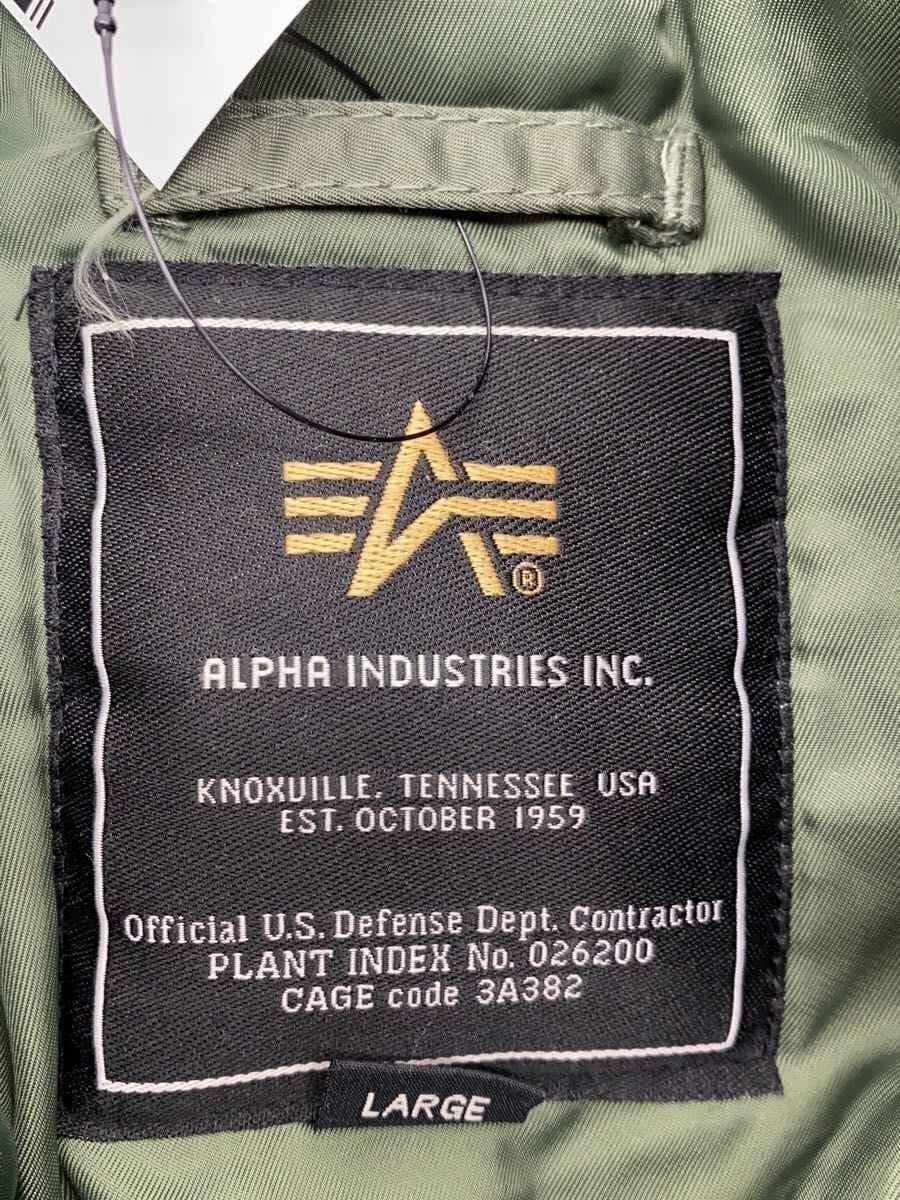 ®
ALPHA INDUSTRIES INC.
KNOXVILLE, TENNESSEE USA
EST. OCTOBER 1959
Official U.S. Defense Dept. Contractor
PLANT INDEX No. 026200
CAGE code 3A382
LARGE